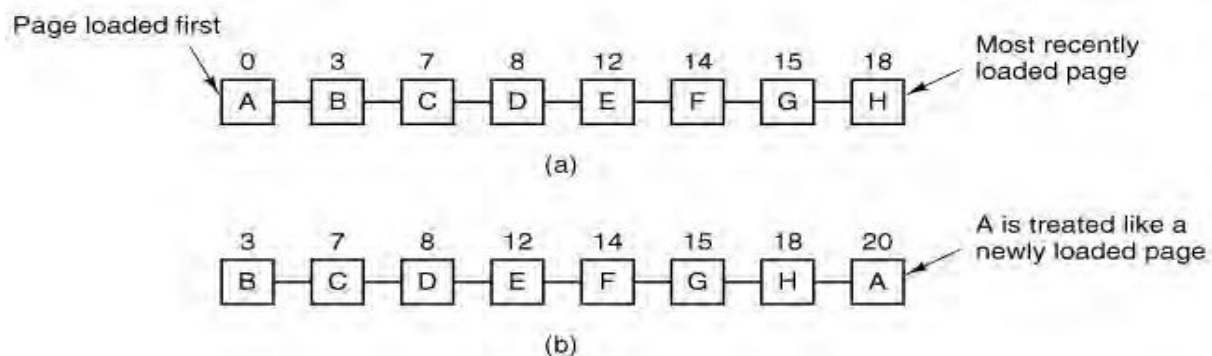 Page loaded first
0 3 7 8 12 14 15 18
A B C D E F G H
Most recently
loaded page
(a)
3 7 8 12 14 15 18 20
B C D E F G H A
A is treated like a
newly loaded page
(b)